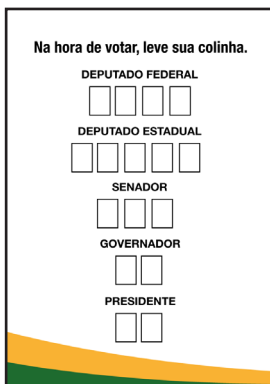 Na hora de votar, leve sua colinha.
DEPUTADO FEDERAL
DEPUTADO ESTADUAL
SENADOR
GOVERNADOR
PRESIDENTE